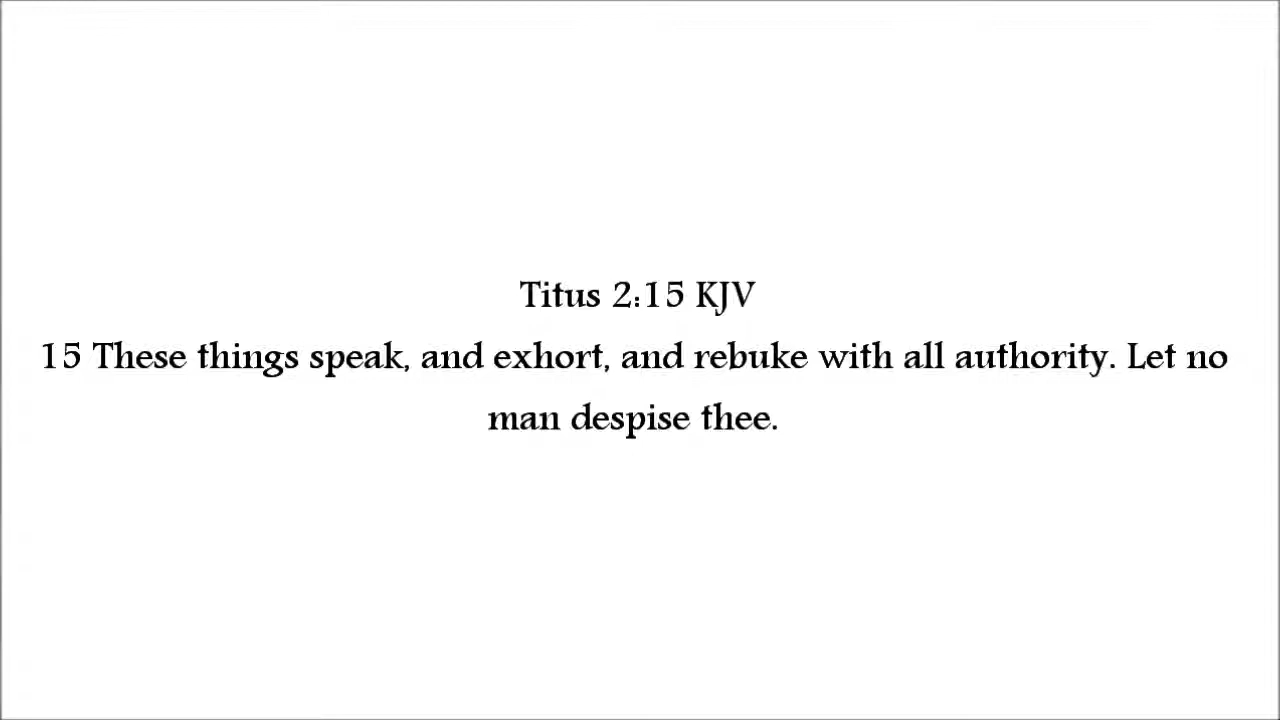 Titus 2:15 KJV
15 These things speak, and exhort, and rebuke with all authority. Let no
man despise thee.